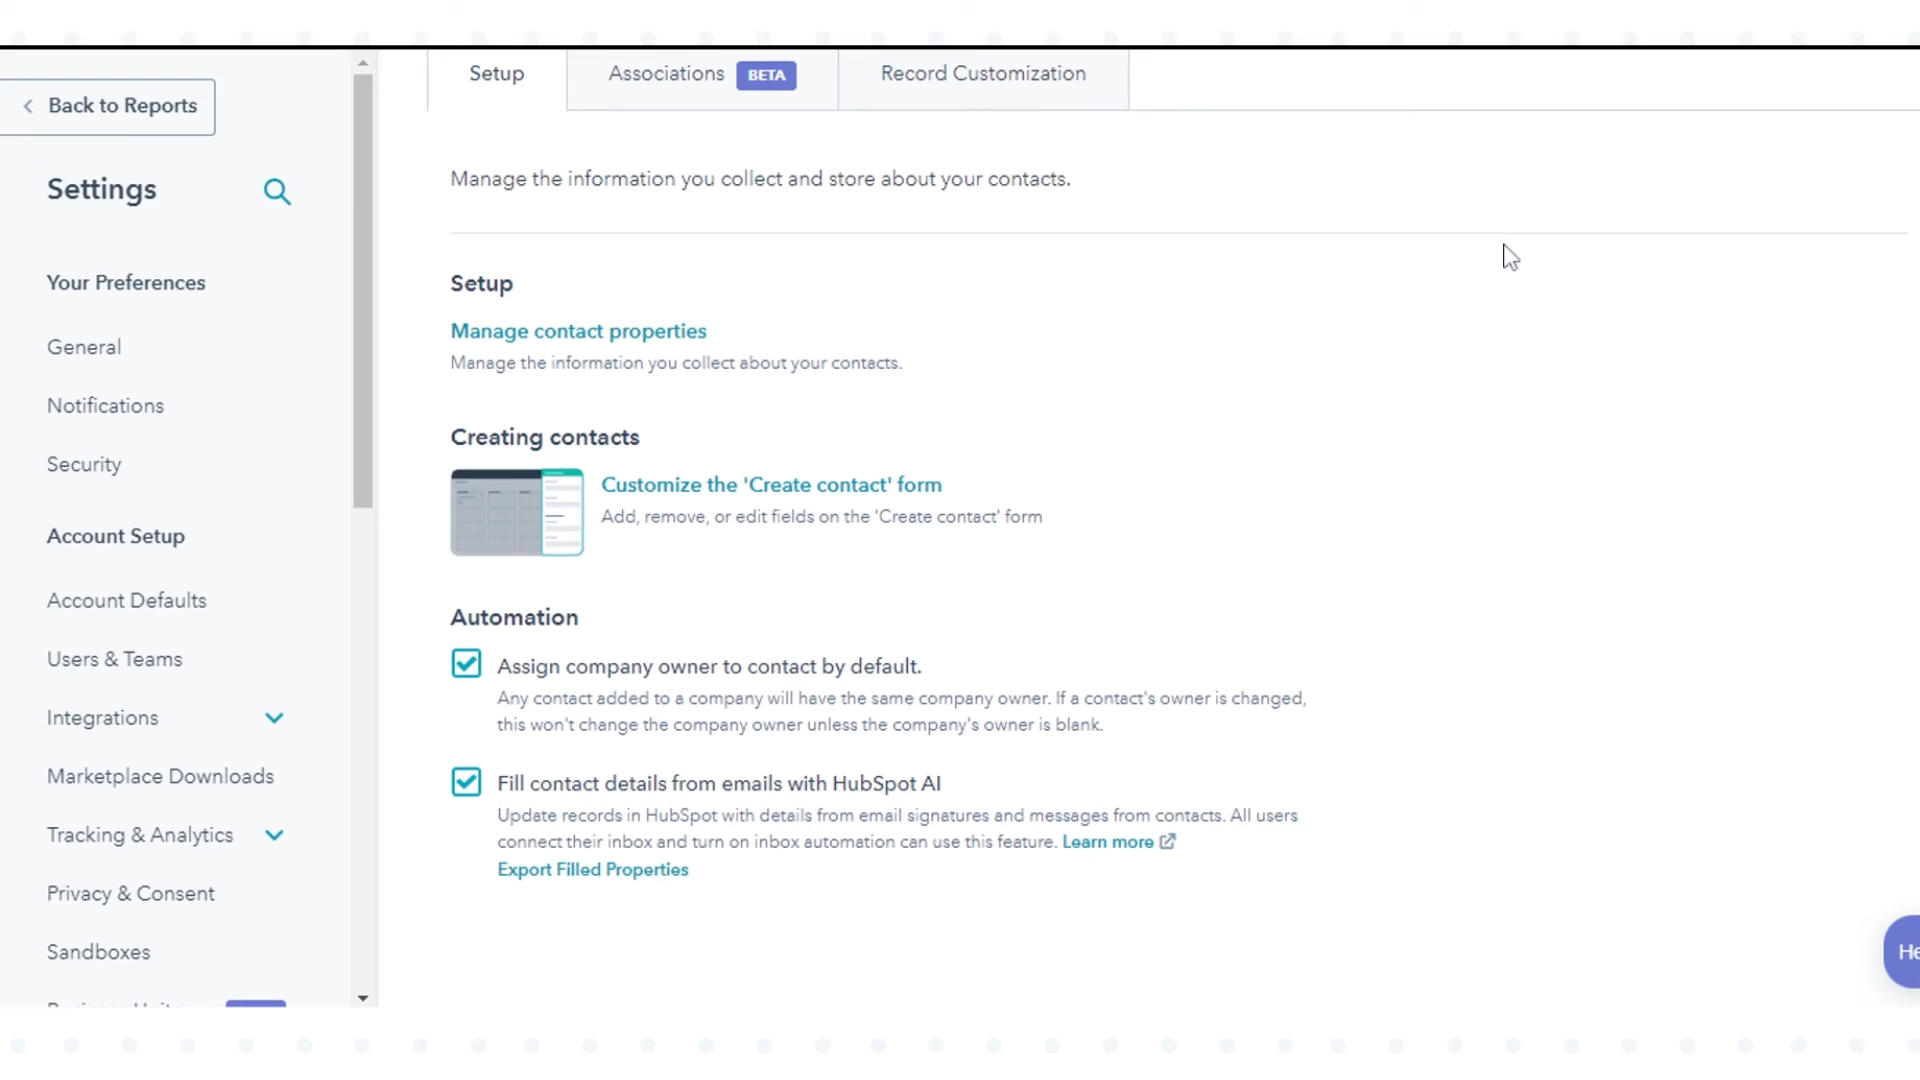 Setup
Associations BETA
Record Customization
Back to Reports
Settings
Your Preferences
General
Notifications
Security
Account Setup
Account Defaults
Users & Teams
Integrations
Marketplace Downloads
Tracking & Analytics
Privacy & Consent
Sandboxes
Manage the information you collect and store about your contacts.
Setup
Manage contact properties
Manage the information you collect about your contacts.
Creating contacts
Customize the 'Create contact' form
Add, remove, or edit fields on the 'Create contact' form
Automation
Assign company owner to contact by default.
Any contact added to a company will have the same company owner. If a contact's owner is changed,
this won't change the company owner unless the company's owner is blank.
Fill contact details from emails with HubSpot AI
Update records in HubSpot with details from email signatures and messages from contacts. All users
connect their inbox and turn on inbox automation can use this feature. Learn more
Export Filled Properties
He